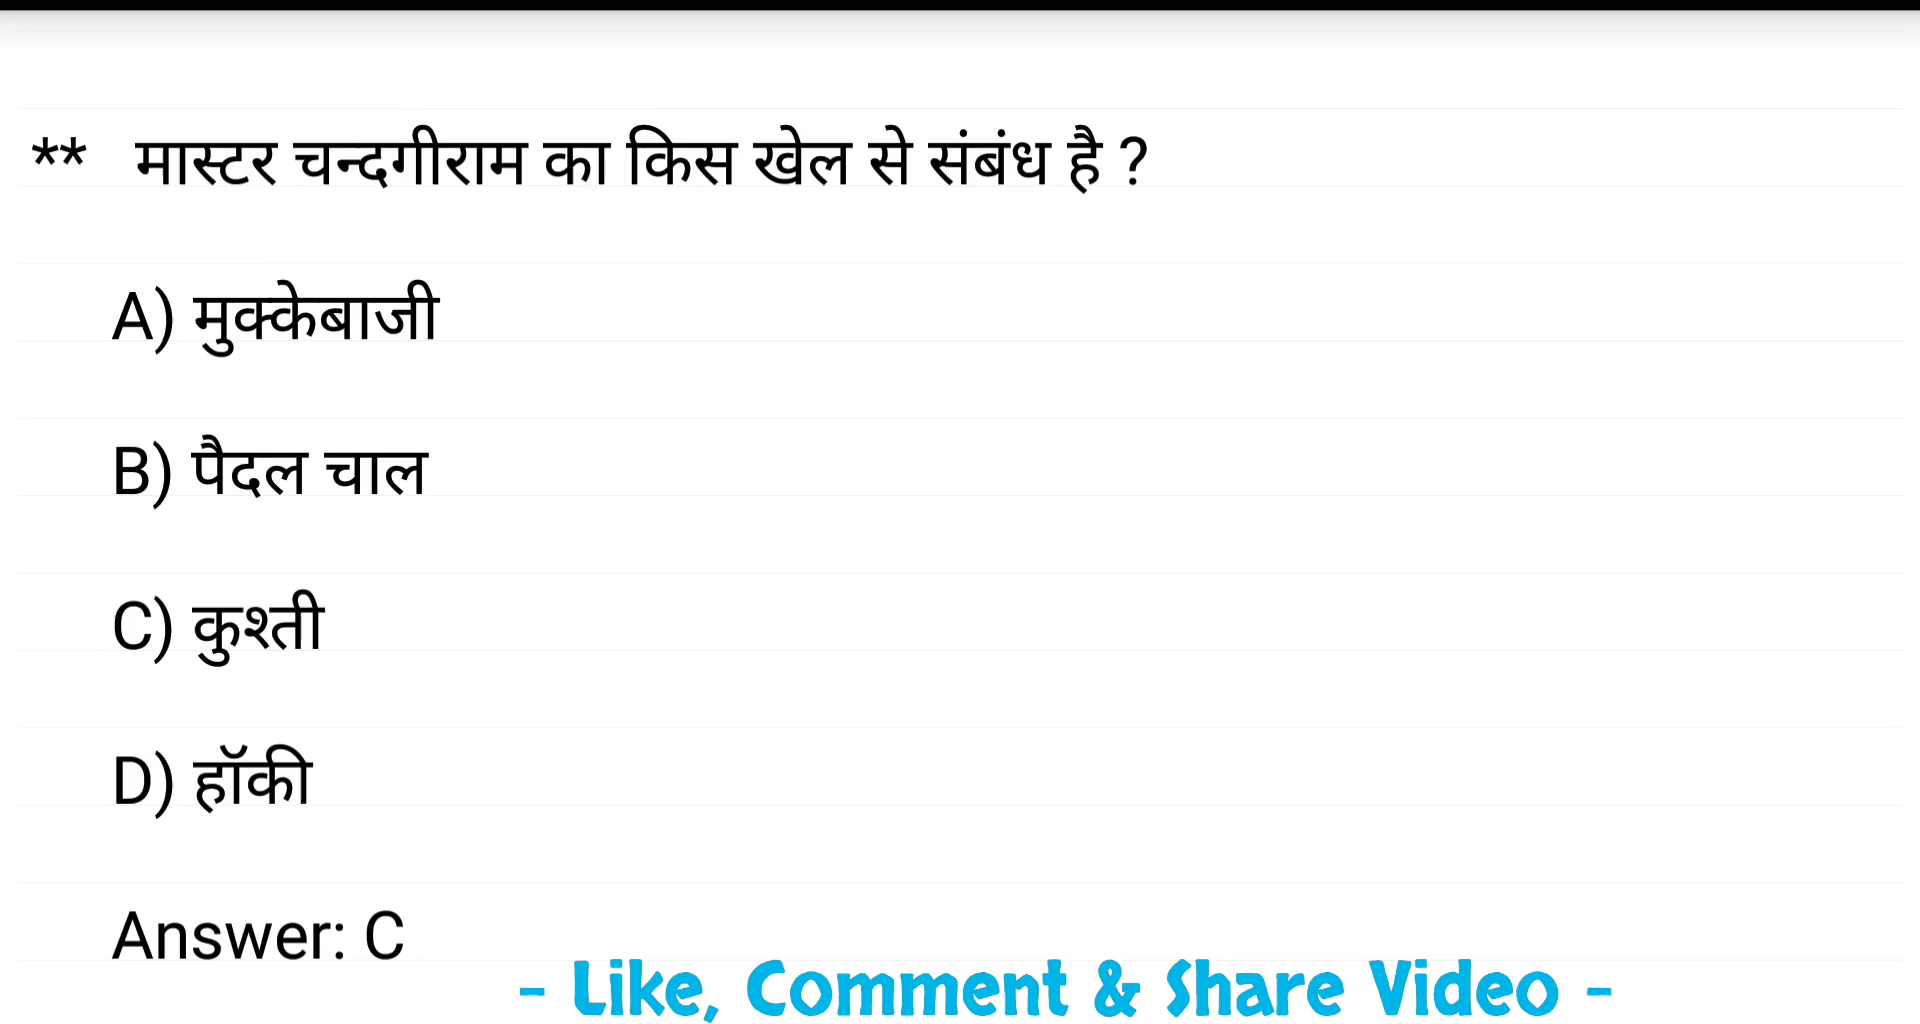 ** मास्टर चन्दगीराम का किस खेल से संबंध है ?
A) मुक्केबाजी
B) पैदल चाल
C) कुश्ती
D) हॉकी
Answer: C
- Like, Comment & Share Video -